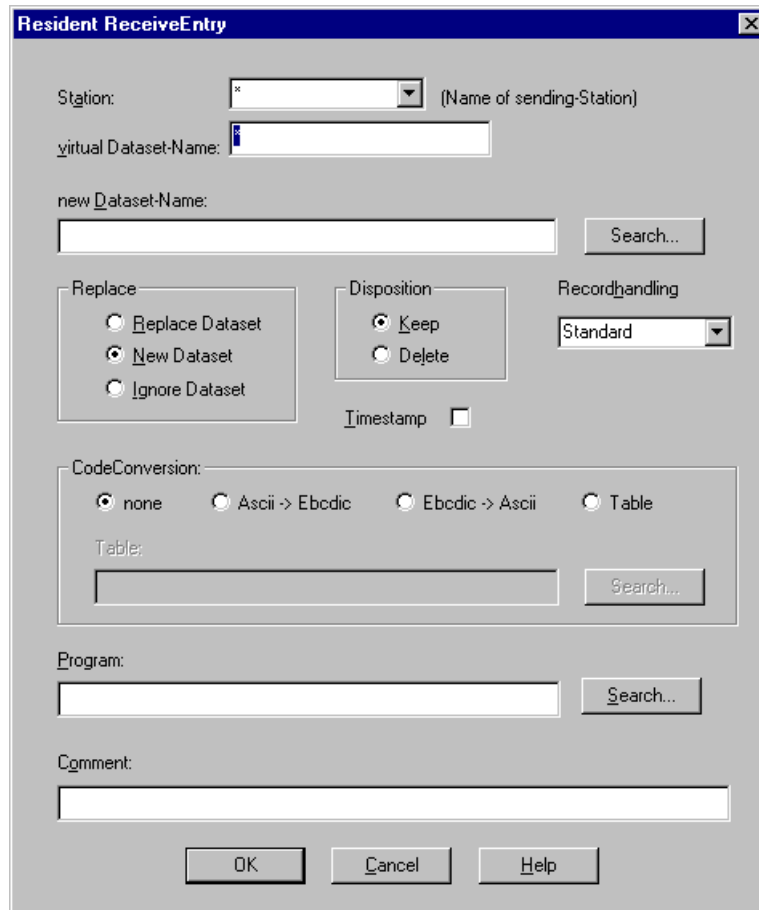 Resident ReceiveEntry
Station: * (Name of sending-Station)
virtual Dataset-Name: *
new Dataset-Name:
Search...
Replace Disposition Recordhandling
Replace Dataset Keep Standard
New Dataset Delete
Ignore Dataset
Timestamp
CodeConversion:
none Ascii -> Ebcdic Ebcdic -> Ascii Table
Table:
Search...
Program:
Search...
Comment:
OK Cancel Help